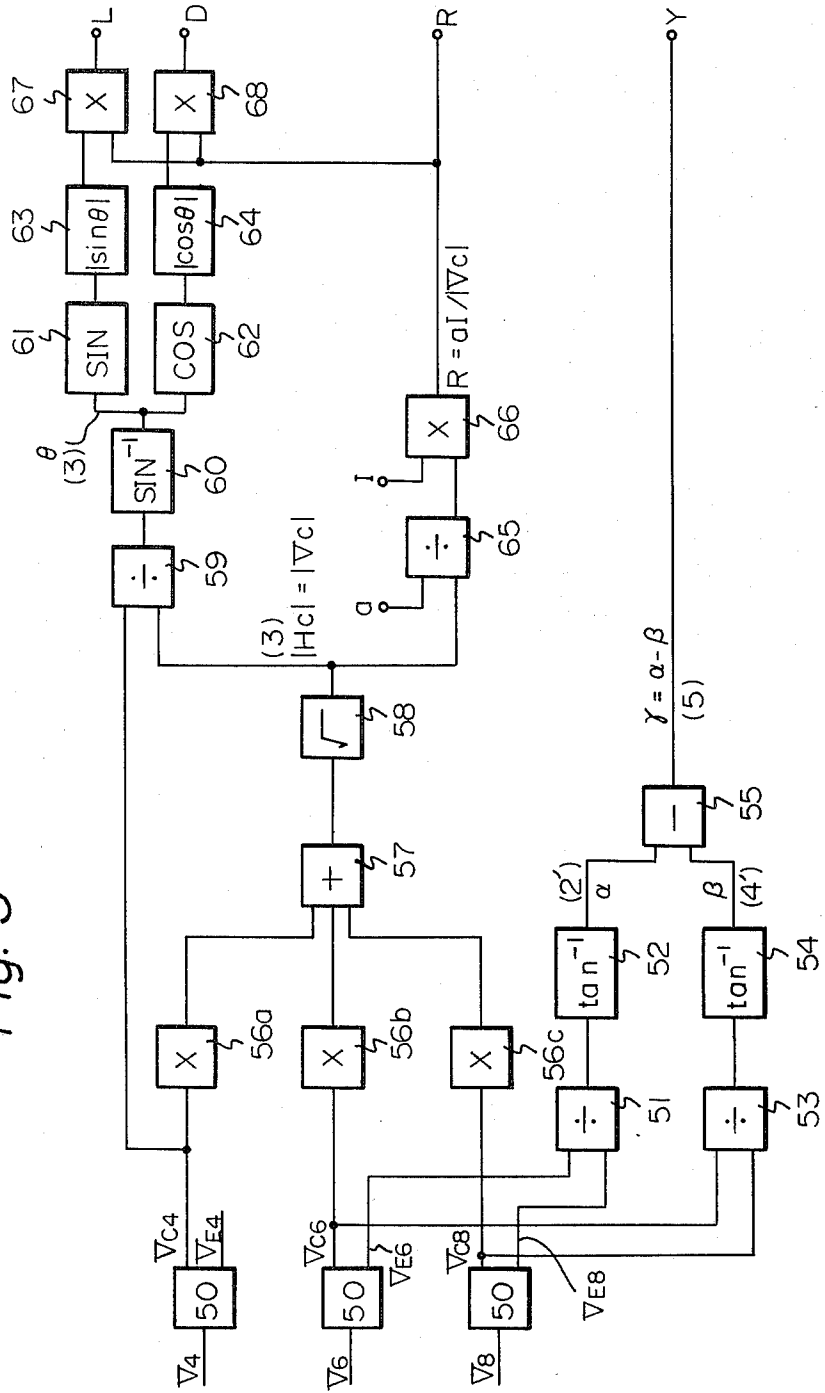 Fig.
V̅4
50
V̅C4
V̅E4
V̅6
50
V̅C6
V̅E6
V̅8
50
V̅C8
V̅E8
X
56a
X
56b
X
56c
+
57
√
58
(3)
|Hc| = |V̅c|
÷
59
SIN⁻¹
60
θ
(3)
SIN
61
COS
62
|sinθ|
63
|cosθ|
64
X
67
X
68
L
D
a
÷
65
I
X
66
R = aI/|V̅c|
R
÷
51
tan⁻¹
52
(2')
α
÷
53
tan⁻¹
54
β
(4')
−
55
γ = α-β
(5)
Y